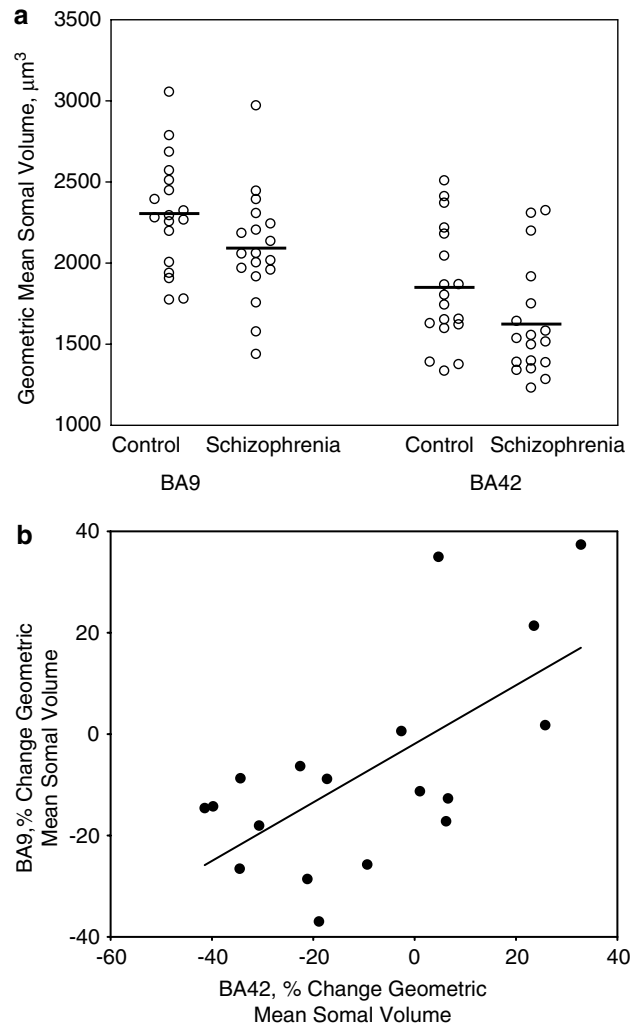 a
Geometric Mean Somal Volume, μm³
3500
3000
2500
2000
1500
1000
Control Schizophrenia Control Schizophrenia
BA9 BA42
b
BA9,% Change Geometric
Mean Somal Volume
40
20
0
-20
-40
-60 -40 -20 0 20 40
BA42, % Change Geometric
Mean Somal Volume